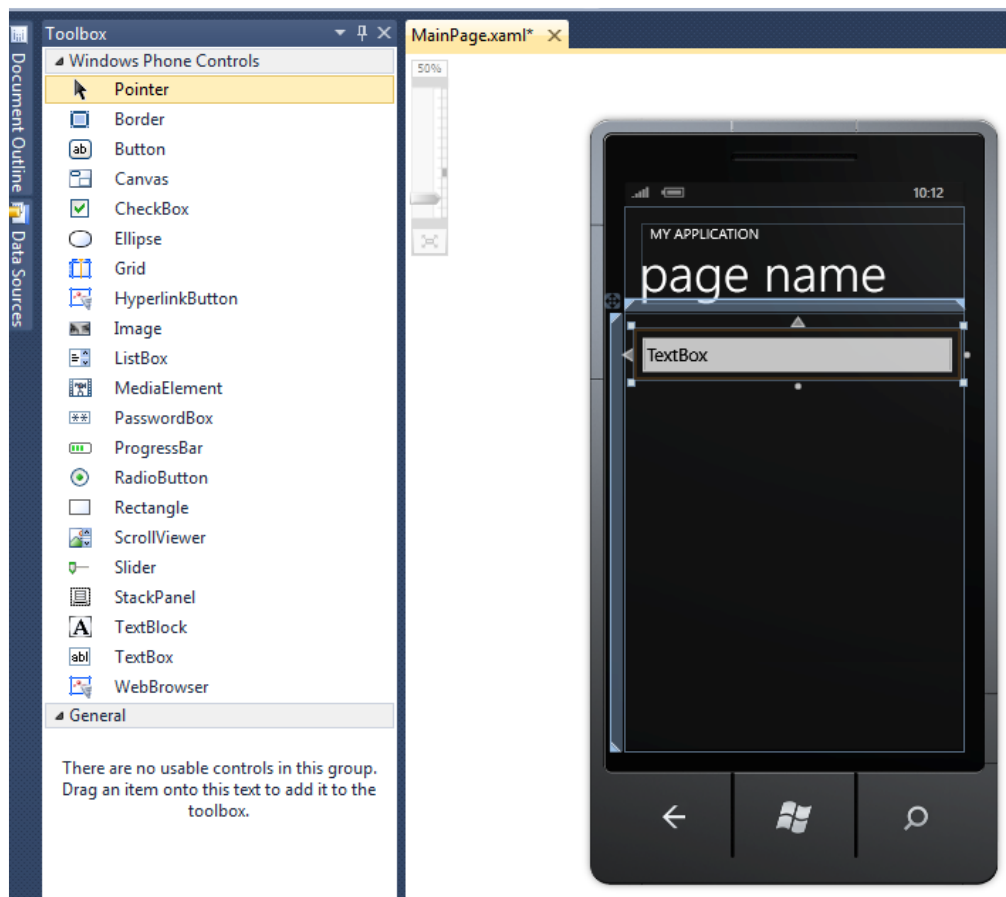 Document Outline
Data Sources
Toolbox
Windows Phone Controls
Pointer
Border
Button
Canvas
CheckBox
Ellipse
Grid
HyperlinkButton
Image
ListBox
MediaElement
PasswordBox
ProgressBar
RadioButton
Rectangle
ScrollViewer
Slider
StackPanel
TextBlock
TextBox
WebBrowser
General
There are no usable controls in this group.
Drag an item onto this text to add it to the
toolbox.
MainPage.xaml*
50%
10:12
MY APPLICATION
page name
TextBox